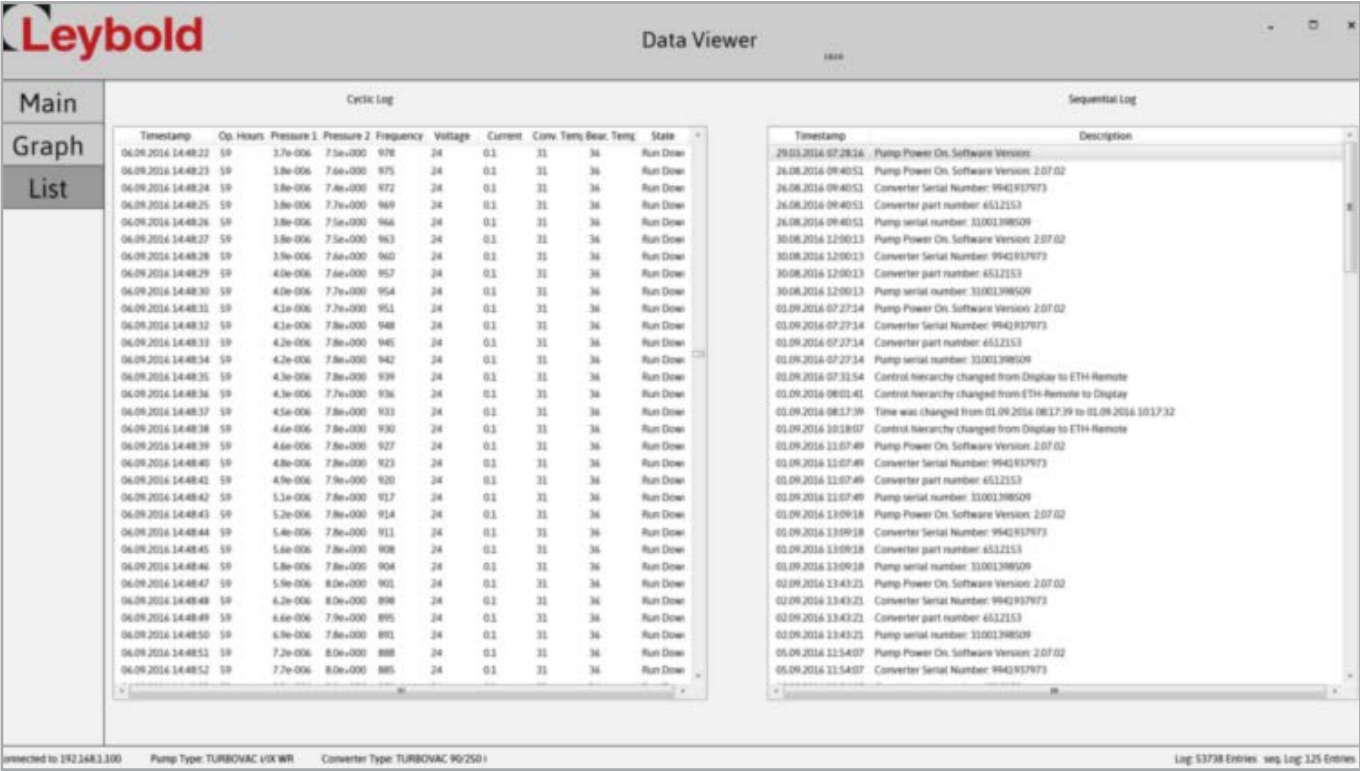 Leybold
Data Viewer
Main
Graph
List
Cyclic Log
Timestamp Op. Hours Pressure 1 Pressure 2 Frequency Voltage Current Conv. Temp Bear. Temp State
06.09.2016 14:48:22 59 3.7e-006 7.5e+000 978 24 0.1 31 36 Run Down
06.09.2016 14:48:23 59 3.8e-006 7.6e+000 975 24 0.1 31 36 Run Down
06.09.2016 14:48:24 59 3.8e-006 7.4e+000 972 24 0.1 31 36 Run Down
06.09.2016 14:48:25 59 3.8e-006 7.7e+000 969 24 0.1 31 36 Run Down
06.09.2016 14:48:26 59 3.8e-006 7.5e+000 966 24 0.1 31 36 Run Down
06.09.2016 14:48:27 59 3.8e-006 7.5e+000 963 24 0.1 31 36 Run Down
06.09.2016 14:48:28 59 3.9e-006 7.6e+000 960 24 0.1 31 36 Run Down
06.09.2016 14:48:29 59 4.0e-006 7.6e+000 957 24 0.1 31 36 Run Down
06.09.2016 14:48:30 59 4.0e-006 7.7e+000 954 24 0.1 31 36 Run Down
06.09.2016 14:48:31 59 4.1e-006 7.7e+000 951 24 0.1 31 36 Run Down
06.09.2016 14:48:32 59 4.1e-006 7.8e+000 948 24 0.1 31 36 Run Down
06.09.2016 14:48:33 59 4.2e-006 7.8e+000 945 24 0.1 31 36 Run Down
06.09.2016 14:48:34 59 4.2e-006 7.8e+000 942 24 0.1 31 36 Run Down
06.09.2016 14:48:35 59 4.3e-006 7.8e+000 939 24 0.1 31 36 Run Down
06.09.2016 14:48:36 59 4.3e-006 7.7e+000 936 24 0.1 31 36 Run Down
06.09.2016 14:48:37 59 4.5e-006 7.8e+000 933 24 0.1 31 36 Run Down
06.09.2016 14:48:38 59 4.6e-006 7.8e+000 930 24 0.1 31 36 Run Down
06.09.2016 14:48:39 59 4.6e-006 7.8e+000 927 24 0.1 31 36 Run Down
06.09.2016 14:48:40 59 4.8e-006 7.8e+000 923 24 0.1 31 36 Run Down
06.09.2016 14:48:41 59 4.9e-006 7.9e+000 920 24 0.1 31 36 Run Down
06.09.2016 14:48:42 59 5.1e-006 7.8e+000 917 24 0.1 31 36 Run Down
06.09.2016 14:48:43 59 5.2e-006 7.8e+000 914 24 0.1 31 36 Run Down
06.09.2016 14:48:44 59 5.4e-006 7.8e+000 911 24 0.1 31 36 Run Down
06.09.2016 14:48:45 59 5.6e-006 7.8e+000 908 24 0.1 31 36 Run Down
06.09.2016 14:48:46 59 5.8e-006 7.8e+000 904 24 0.1 31 36 Run Down
06.09.2016 14:48:47 59 5.9e-006 8.0e+000 901 24 0.1 31 36 Run Down
06.09.2016 14:48:48 59 6.2e-006 8.0e+000 898 24 0.1 31 36 Run Down
06.09.2016 14:48:49 59 6.6e-006 7.9e+000 895 24 0.1 31 36 Run Down
06.09.2016 14:48:50 59 6.9e-006 7.8e+000 891 24 0.1 31 36 Run Down
06.09.2016 14:48:51 59 7.2e-006 8.0e+000 888 24 0.1 31 36 Run Down
06.09.2016 14:48:52 59 7.7e-006 8.0e+000 885 24 0.1 31 36 Run Down
Sequential Log
Timestamp Description
29.03.2016 07:28:16 Pump Power On. Software Version:
26.08.2016 09:40:51 Pump Power On. Software Version: 2.07.02
26.08.2016 09:40:51 Converter Serial Number: 9941937973
26.08.2016 09:40:51 Converter part number: 6512153
26.08.2016 09:40:51 Pump serial number: 31001398509
30.08.2016 12:00:13 Pump Power On. Software Version: 2.07.02
30.08.2016 12:00:13 Converter Serial Number: 9941937973
30.08.2016 12:00:13 Converter part number: 6512153
30.08.2016 12:00:13 Pump serial number: 31001398509
01.09.2016 07:27:14 Pump Power On. Software Version: 2.07.02
01.09.2016 07:27:14 Converter Serial Number: 9941937973
01.09.2016 07:27:14 Converter part number: 6512153
01.09.2016 07:27:14 Pump serial number: 31001398509
01.09.2016 07:31:54 Control hierarchy changed from Display to ETH-Remote
01.09.2016 08:01:41 Control hierarchy changed from ETH-Remote to Display
01.09.2016 08:17:39 Time was changed from 01.09.2016 08:17:39 to 01.09.2016 10:17:32
01.09.2016 10:18:07 Control hierarchy changed from Display to ETH-Remote
01.09.2016 11:07:49 Pump Power On. Software Version: 2.07.02
01.09.2016 11:07:49 Converter Serial Number: 9941937973
01.09.2016 11:07:49 Converter part number: 6512153
01.09.2016 11:07:49 Pump serial number: 31001398509
01.09.2016 13:09:18 Pump Power On. Software Version: 2.07.02
01.09.2016 13:09:18 Converter Serial Number: 9941937973
01.09.2016 13:09:18 Converter part number: 6512153
01.09.2016 13:09:18 Pump serial number: 31001398509
02.09.2016 13:43:21 Pump Power On. Software Version: 2.07.02
02.09.2016 13:43:21 Converter Serial Number: 9941937973
02.09.2016 13:43:21 Converter part number: 6512153
02.09.2016 13:43:21 Pump serial number: 31001398509
05.09.2016 11:54:07 Pump Power On. Software Version: 2.07.02
05.09.2016 11:54:07 Converter Serial Number: 9941937973
onnected to 192.168.1.100 Pump Type: TURBOVAC i/iX WR Converter Type: TURBOVAC 90/250 i Log: 53738 Entries seq. Log: 125 Entries